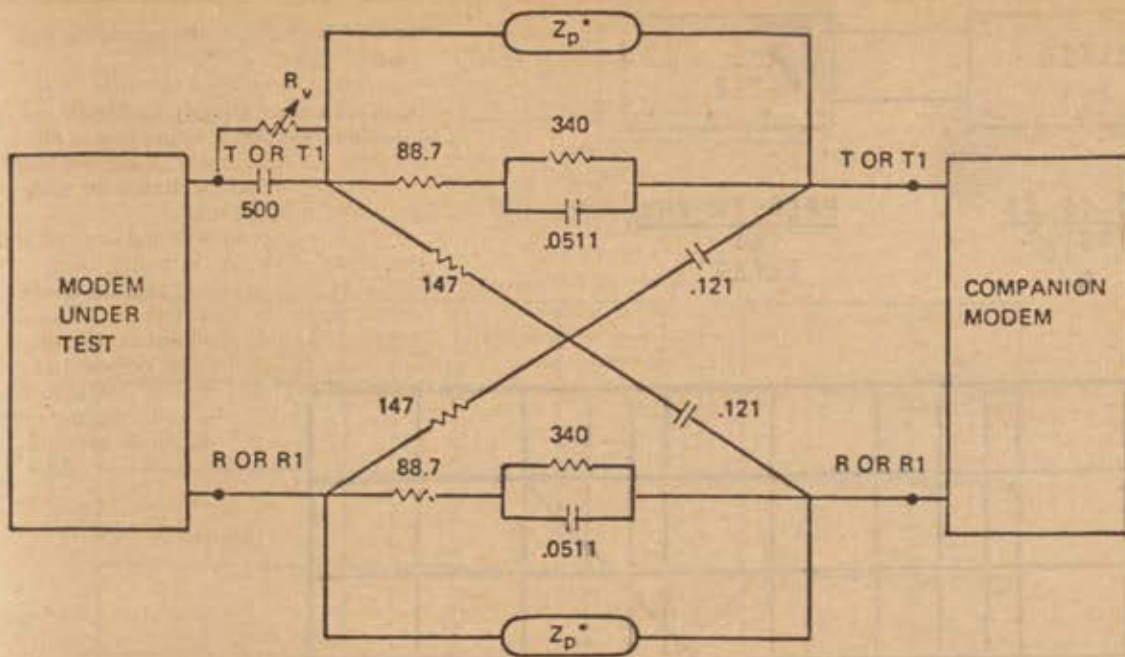 Zp*
Rv
T OR T1
500
88.7
340
.0511
T OR T1
147
.121
MODEM
UNDER
TEST
COMPANION
MODEM
147
.121
R OR R1
88.7
340
.0511
R OR R1
Zp*